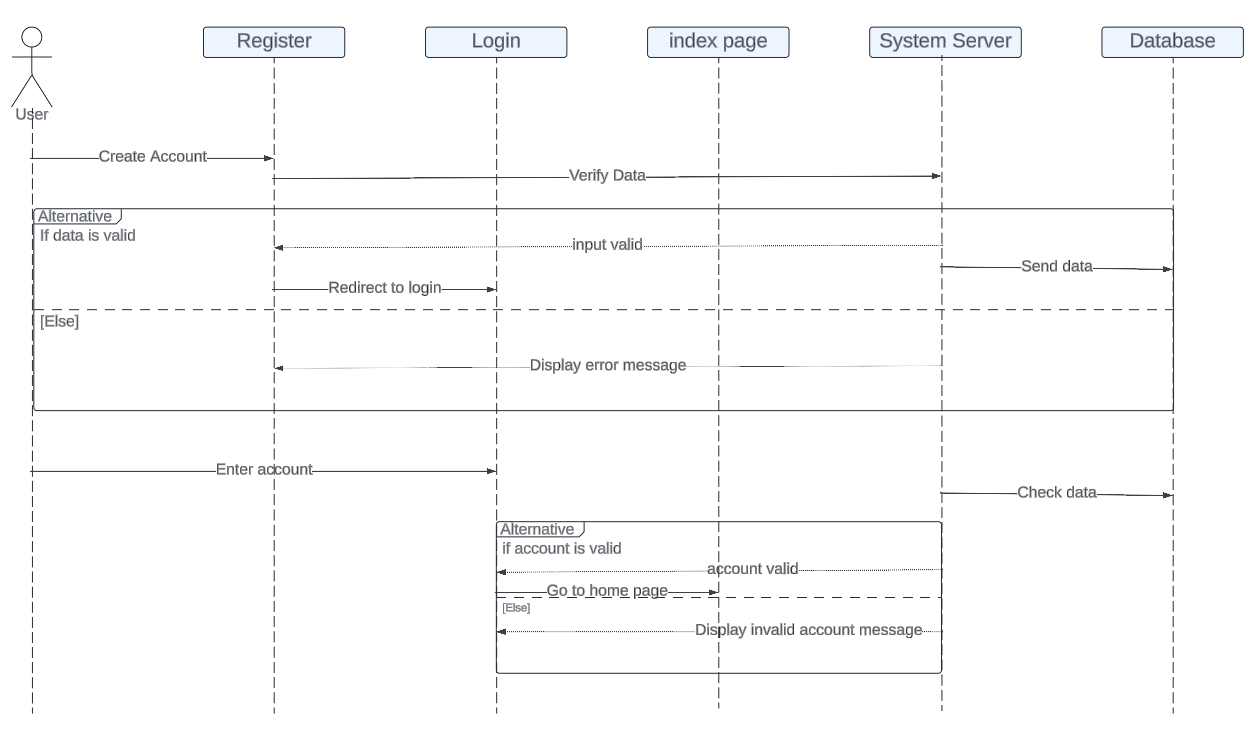 Register
Login
index page
System Server
Database
User
Create Account
Verify Data
Alternative
If data is valid
input valid
Send data
Redirect to login
[Else]
Display error message
Enter account
Check data
Alternative
if account is valid
account valid
Go to home page
[Else]
Display invalid account message